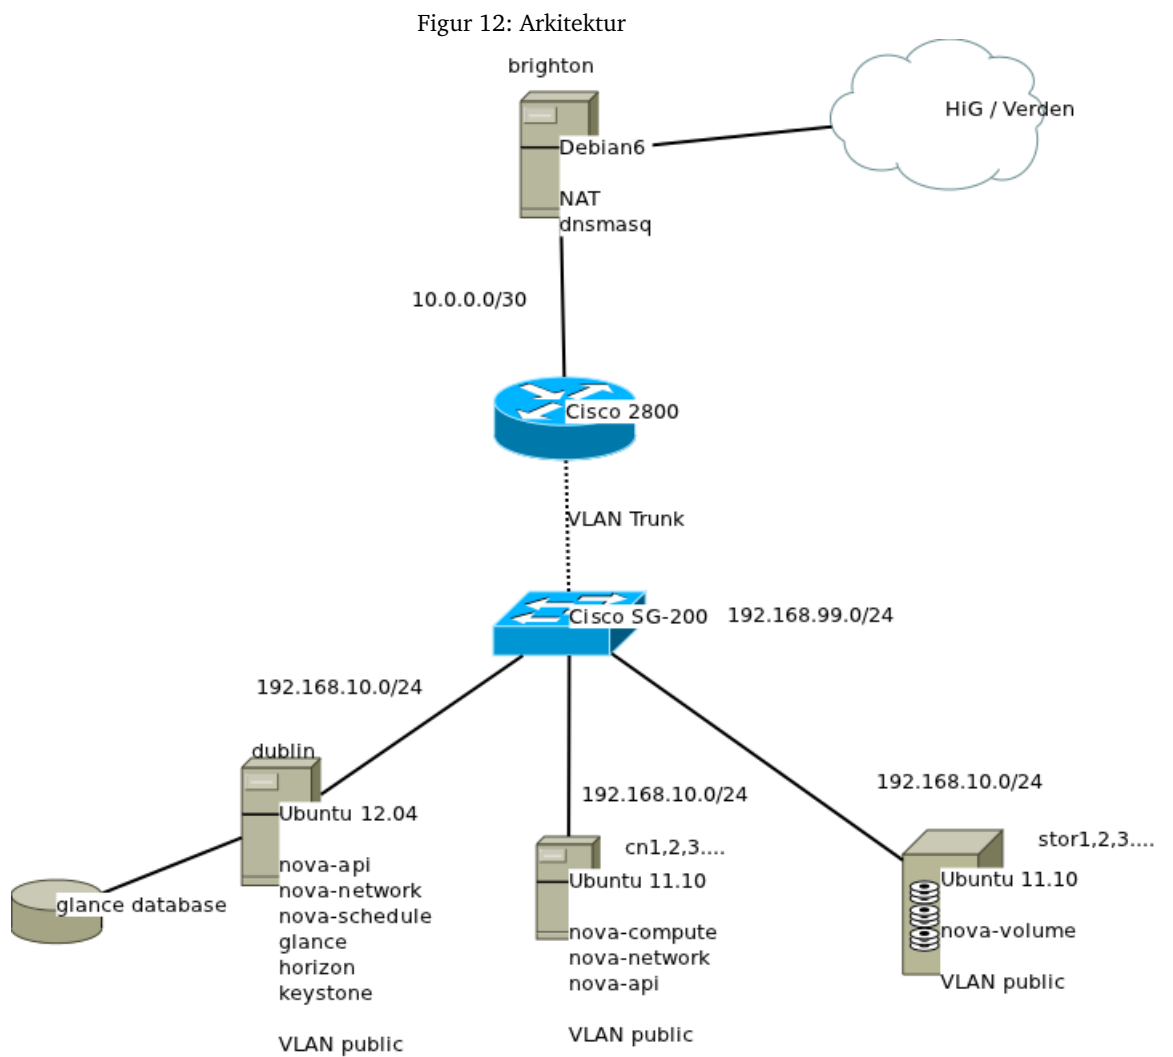 Figur 12: Arkitektur
brighton
HiG / Verden
Debian6
NAT
dnsmasq
10.0.0.0/30
Cisco 2800
VLAN Trunk
Cisco SG-200
192.168.99.0/24
192.168.10.0/24
dublin
Ubuntu 12.04
nova-api
nova-network
nova-schedule
glance
horizon
keystone
VLAN public
glance database
192.168.10.0/24
cn1,2,3....
Ubuntu 11.10
nova-compute
nova-network
nova-api
VLAN public
192.168.10.0/24
stor1,2,3....
Ubuntu 11.10
nova-volume
VLAN public